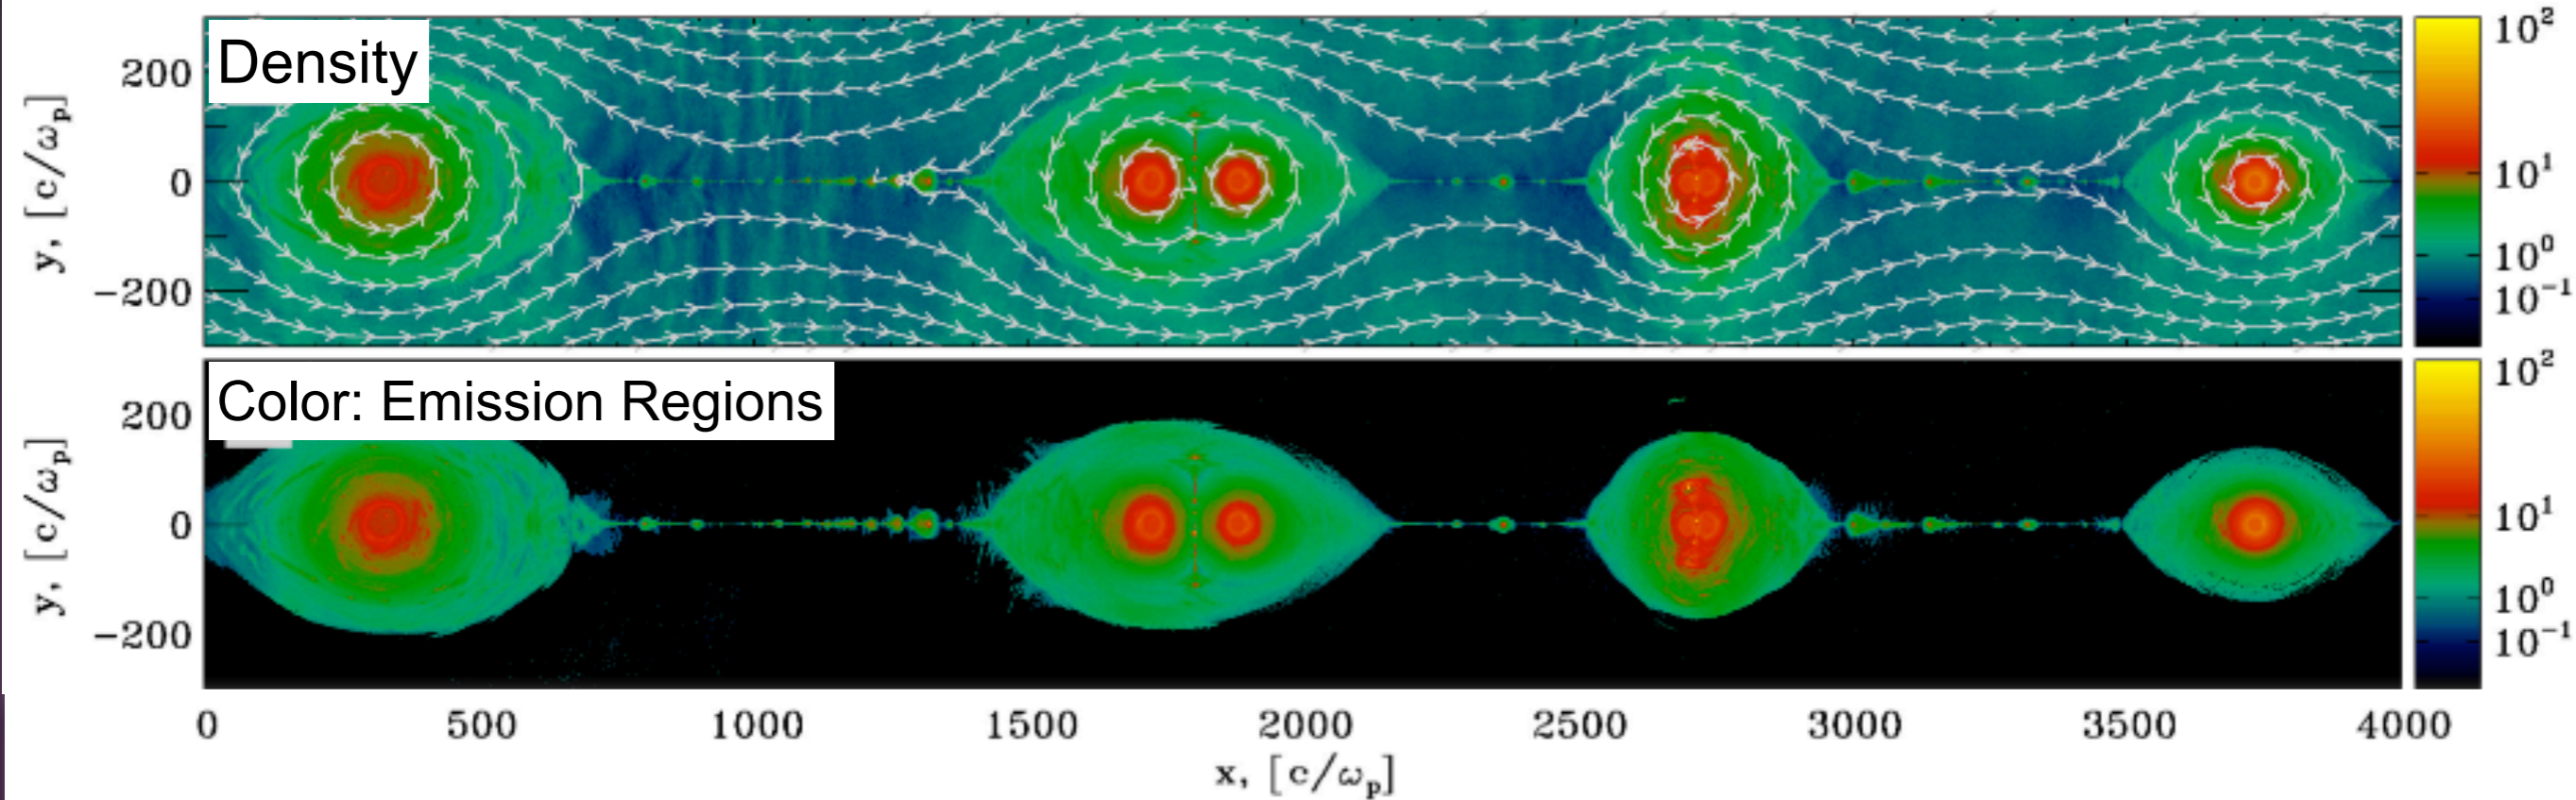 Density
y, [c/ωp]
200
0
−200
10²
10¹
10⁰
10⁻¹
Color: Emission Regions
y, [c/ωp]
200
0
−200
10²
10¹
10⁰
10⁻¹
0 500 1000 1500 2000 2500 3000 3500 4000
x, [c/ωp]